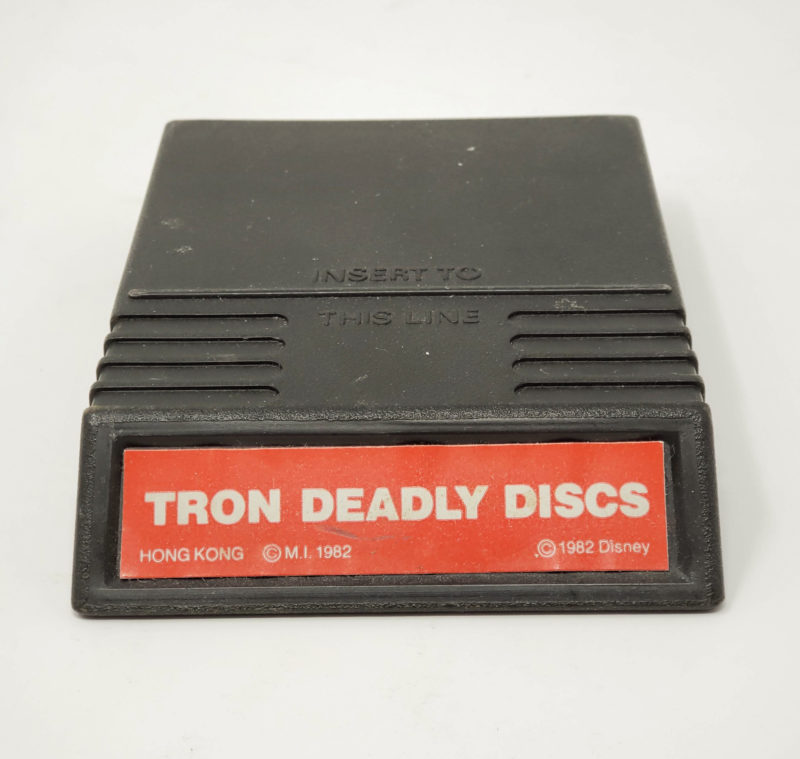 INSERT TO
THIS LINE
TRON DEADLY DISCS
HONG KONG © M.I. 1982 © 1982 Disney